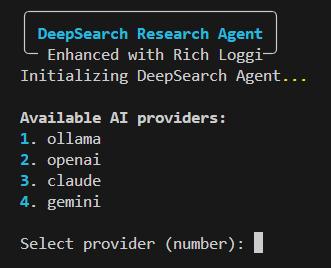 DeepSearch Research Agent
Enhanced with Rich Loggi
Initializing DeepSearch Agent...
Available AI providers:
1. ollama
2. openai
3. claude
4. gemini
Select provider (number):